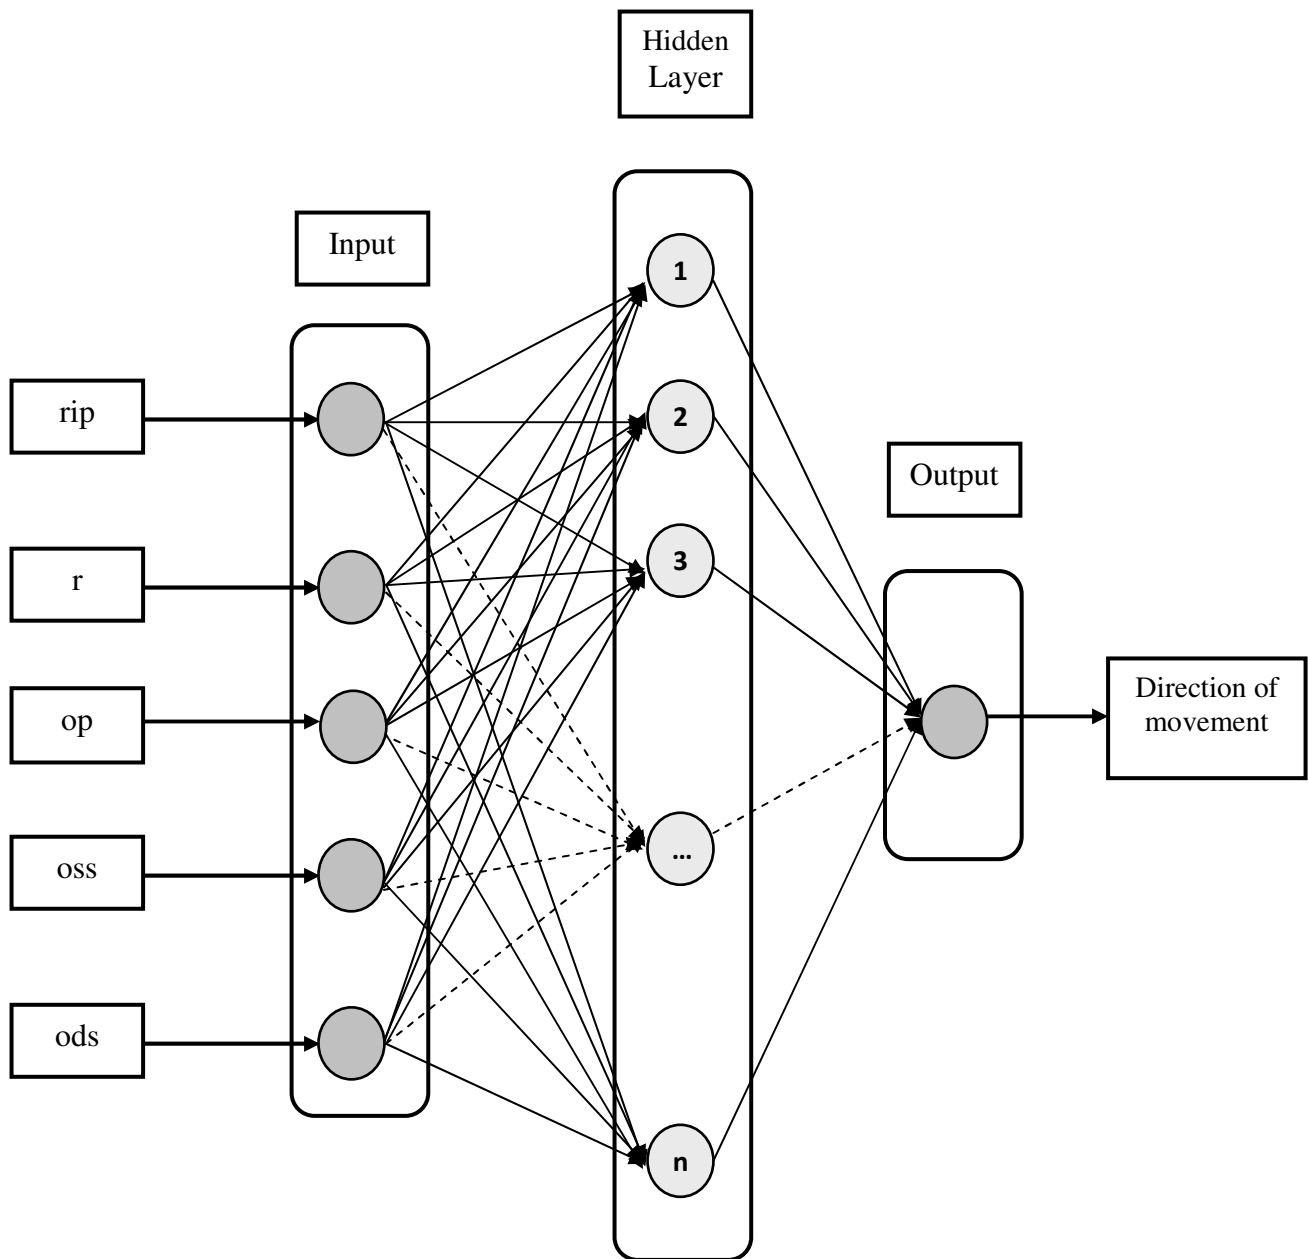 Hidden
Layer
Input
1
rip
2
Output
3
r
Direction of
movement
op
...
oss
ods
n